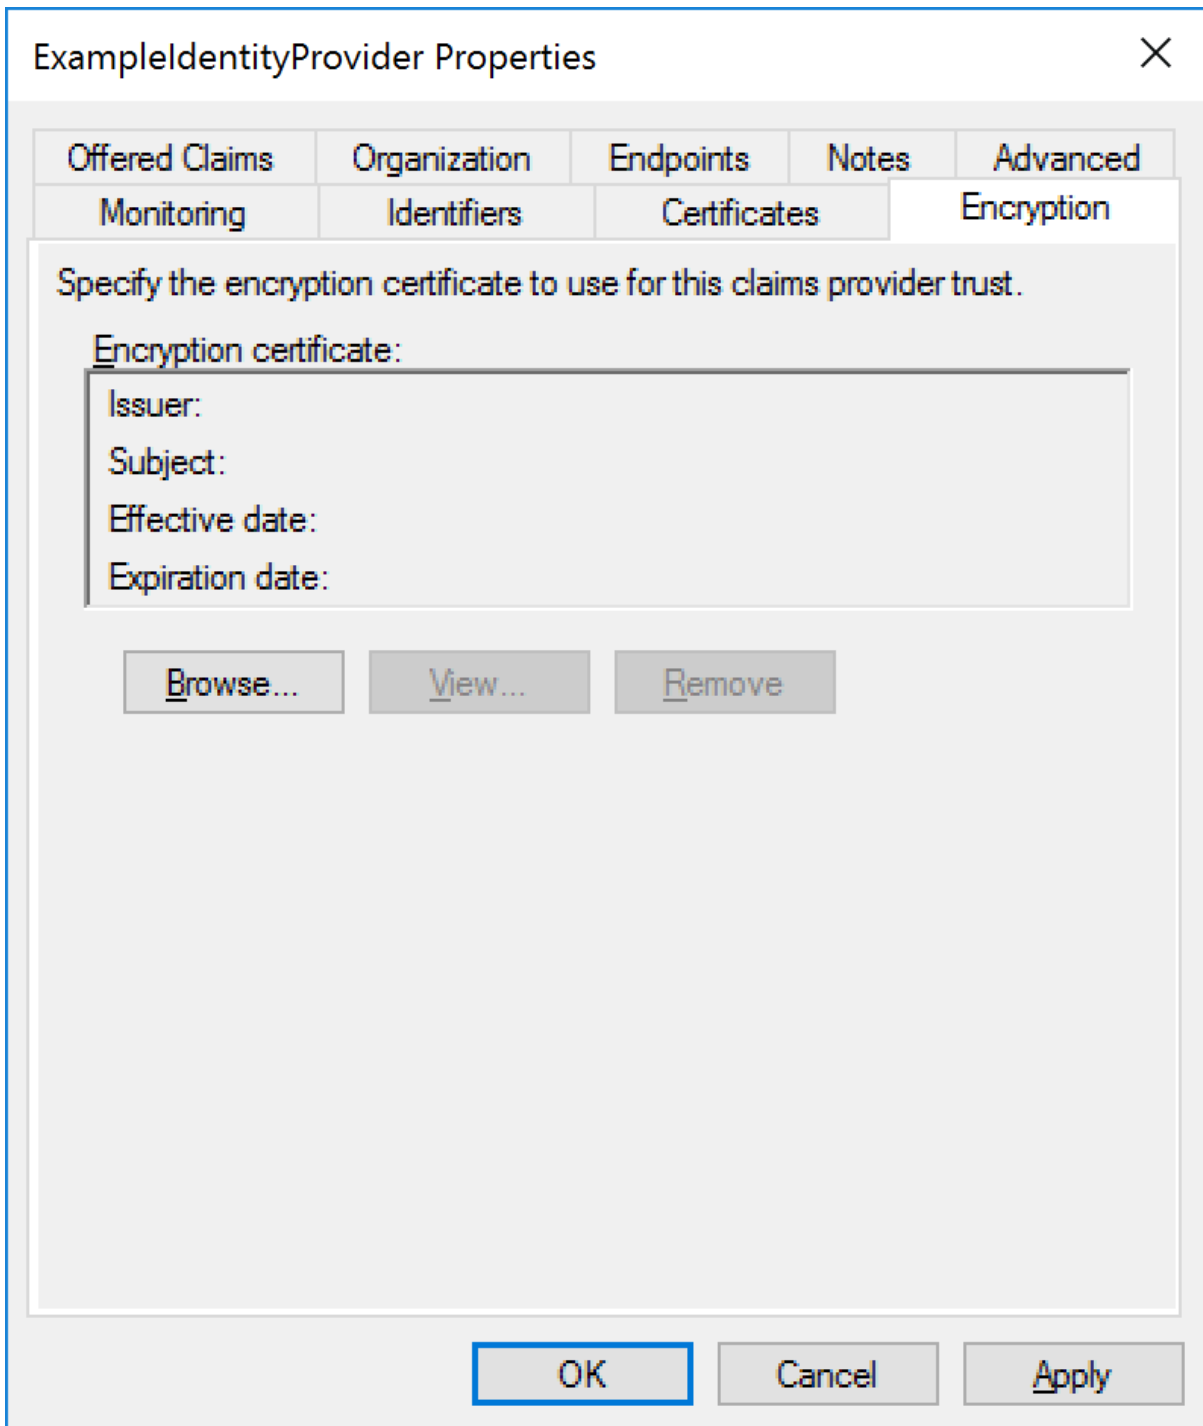 ExampleIdentityProvider Properties
Offered Claims Organization Endpoints Notes Advanced
Monitoring Identifiers Certificates Encryption
Specify the encryption certificate to use for this claims provider trust.
Encryption certificate:
Issuer:
Subject:
Effective date:
Expiration date:
Browse... View... Remove
OK Cancel Apply